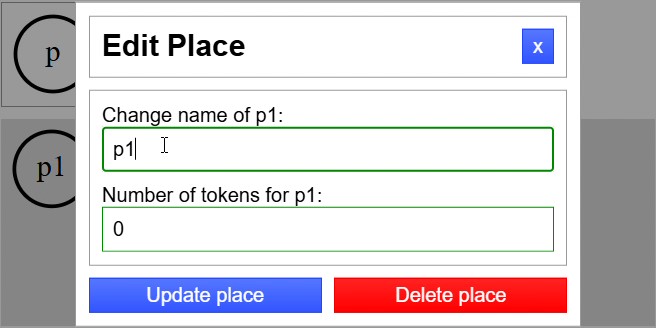 p
Edit Place
x
p1
Change name of p1:
p1
Number of tokens for p1:
0
Update place
Delete place